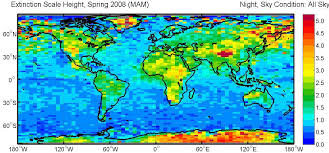 Extinction Scale Height, Spring 2008 (MAM) Night, Sky Condition: All Sky
60°N
30°N
0°
30°S
60°S
180°W 120°W 60°W 0° 60°E 120°E 180°W
5.0
4.5
4.0
3.5
3.0
2.5
2.0
1.5
1.0
0.5
0.0